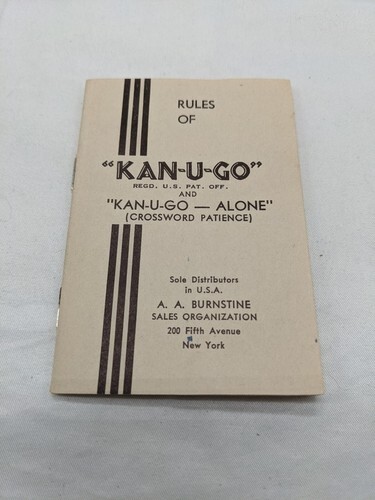 RULES
OF
"KAN-U-GO"
REGD. U.S. PAT. OFF.
AND
"KAN-U-GO — ALONE"
(CROSSWORD PATIENCE)
Sole Distributors
in U.S.A.
A. A. BURNSTINE
SALES ORGANIZATION
200 Fifth Avenue
New York